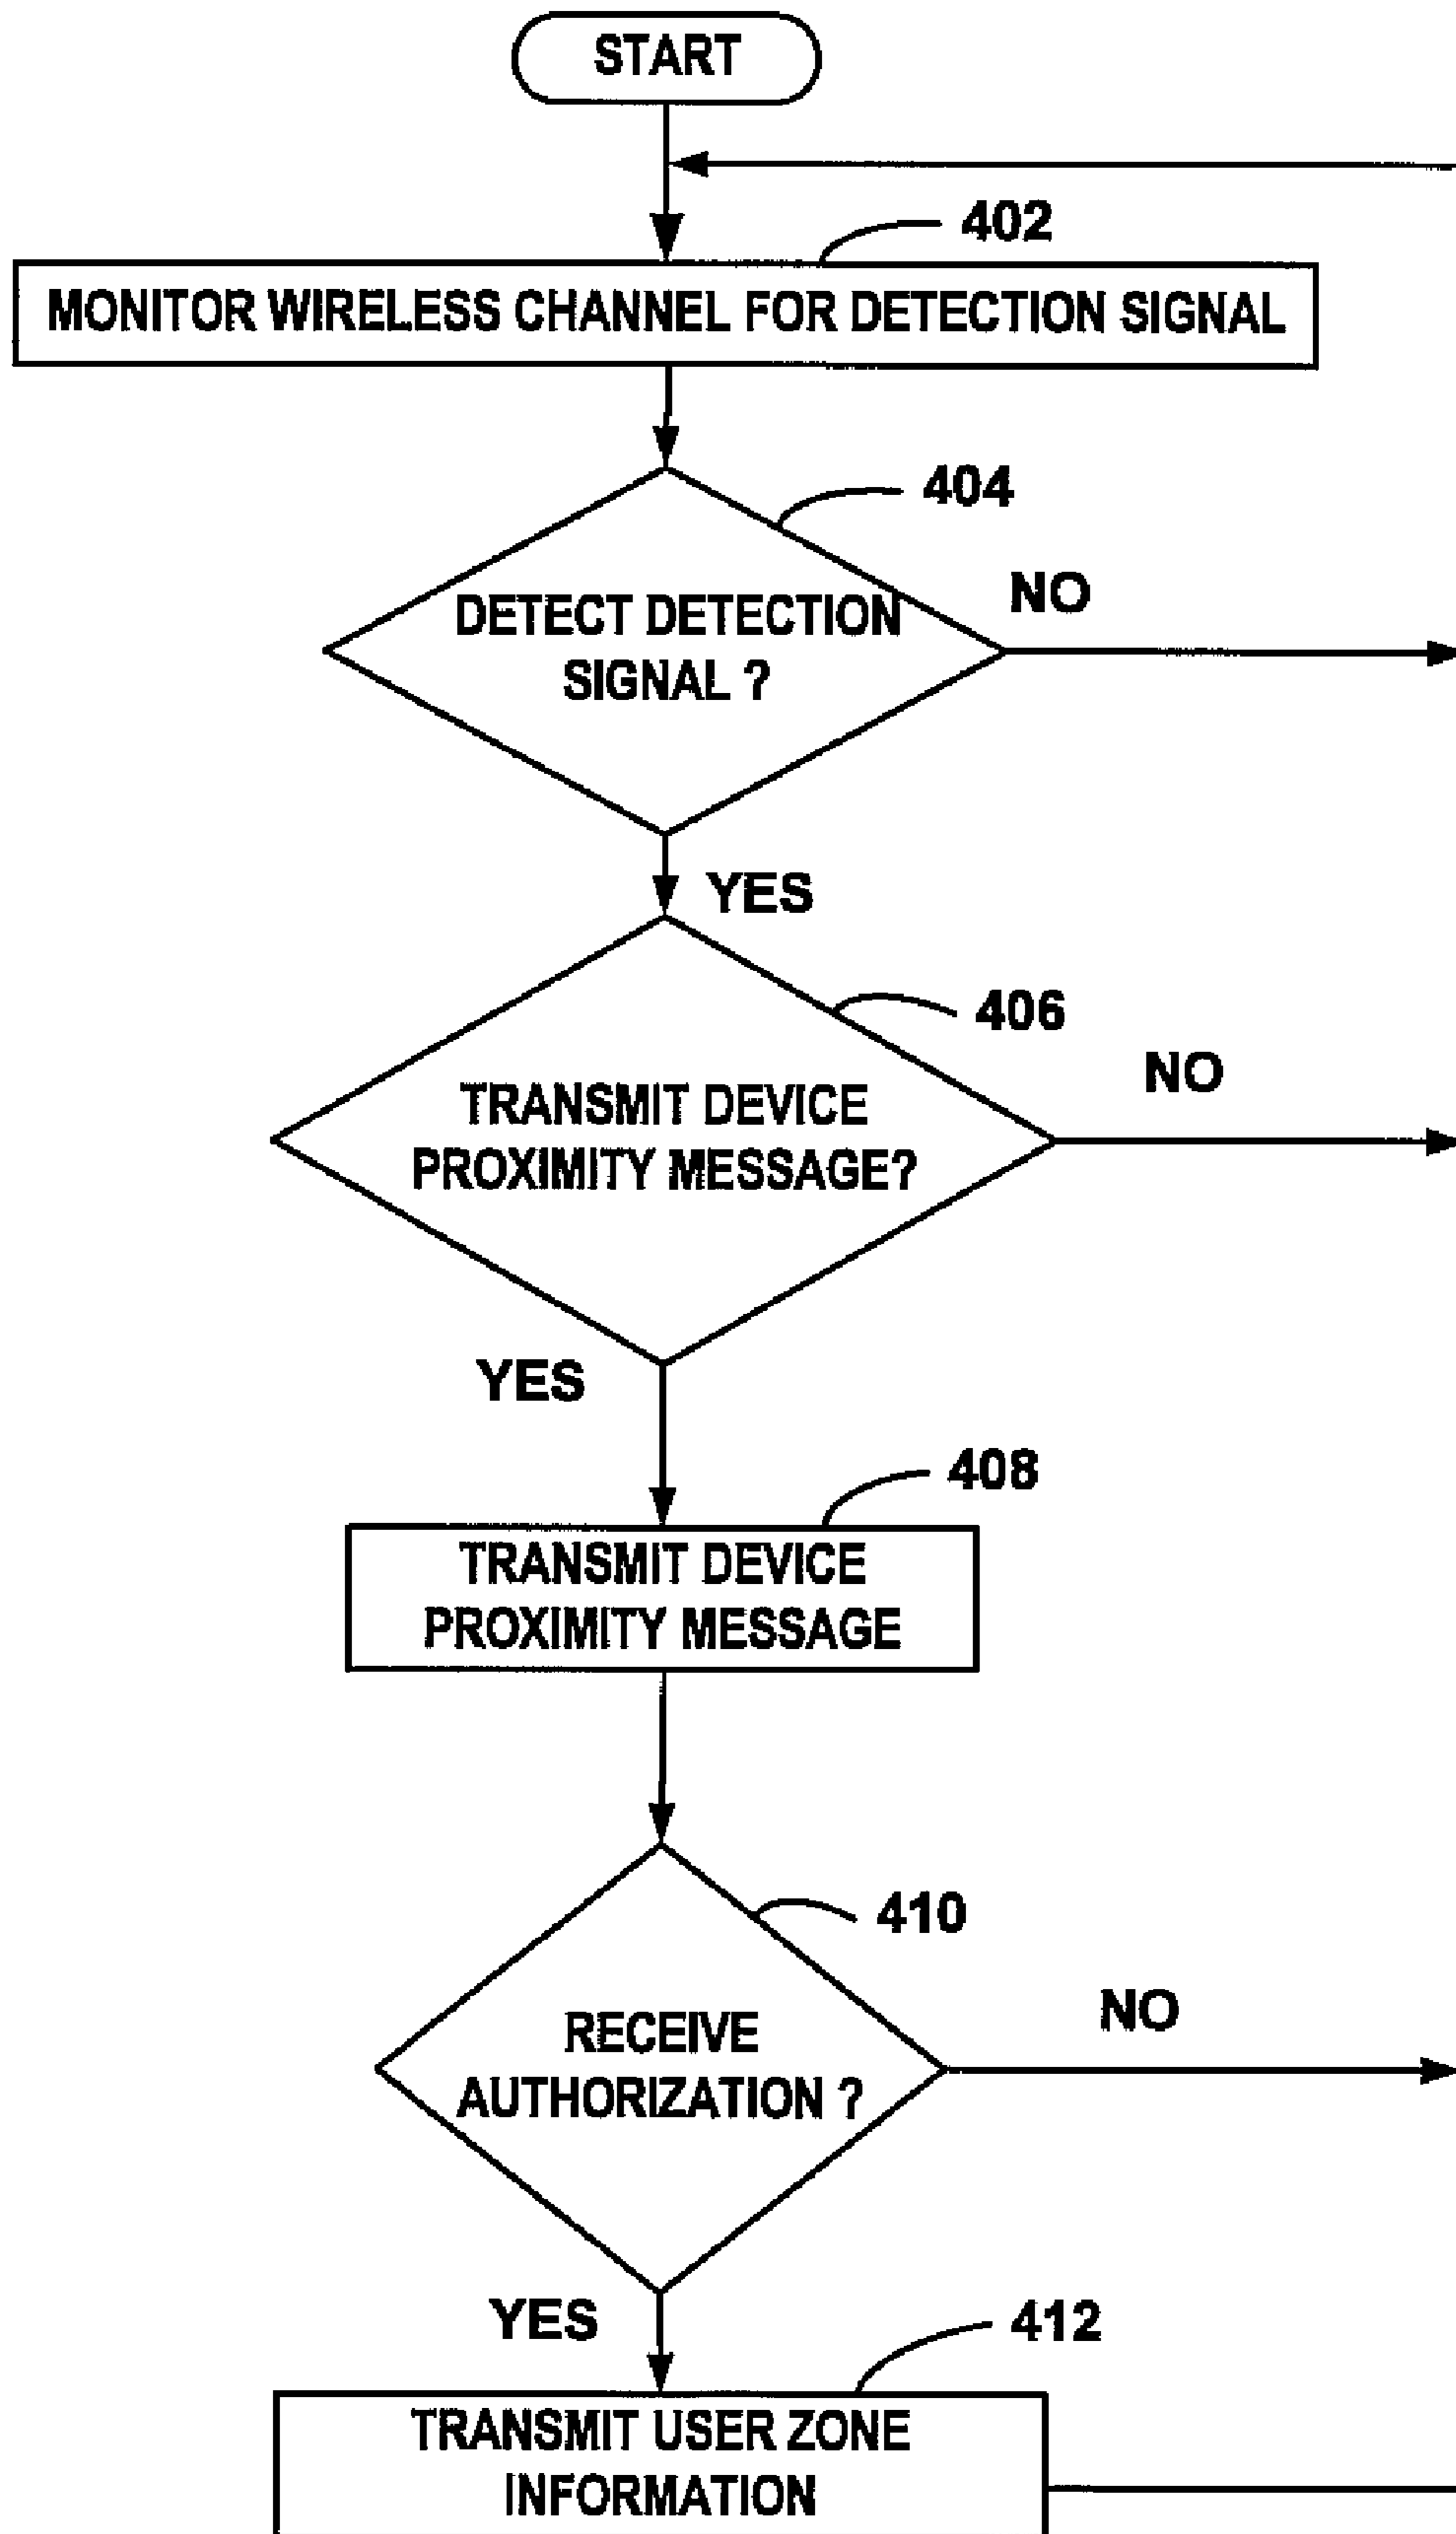 START
402
MONITOR WIRELESS CHANNEL FOR DETECTION SIGNAL
404
DETECT DETECTION
SIGNAL ?
NO
YES
406
TRANSMIT DEVICE
PROXIMITY MESSAGE?
NO
YES
408
TRANSMIT DEVICE
PROXIMITY MESSAGE
410
RECEIVE
AUTHORIZATION ?
NO
YES
412
TRANSMIT USER ZONE
INFORMATION